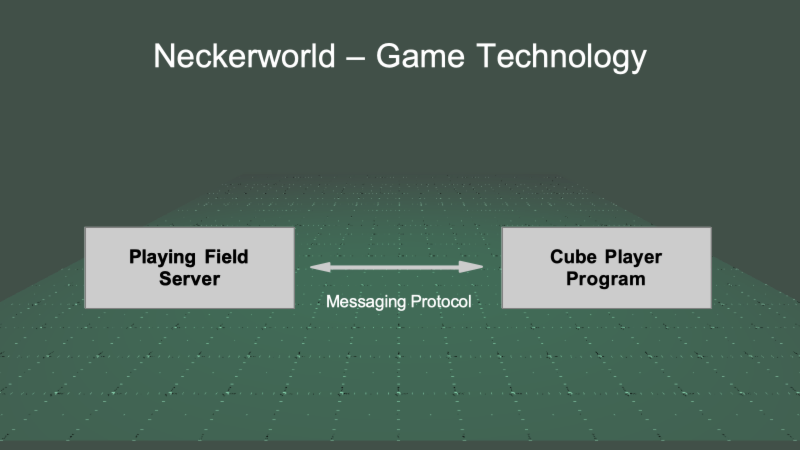 Neckerworld – Game Technology
Playing Field
Server
Cube Player
Program
Messaging Protocol